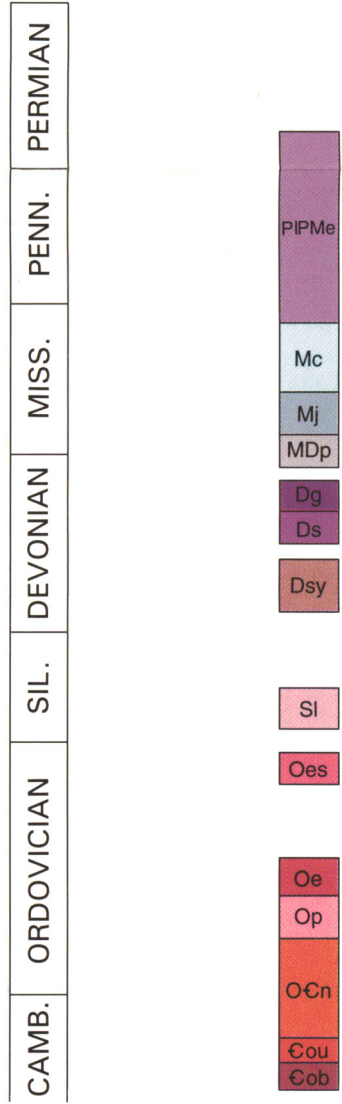 PERMIAN
PENN.
MISS.
DEVONIAN
SIL.
ORDOVICIAN
CAMB.
PIPMe
Mc
Mj
MDp
Dg
Ds
Dsy
Sl
Oes
Oe
Op
O€n
€ou
€ob